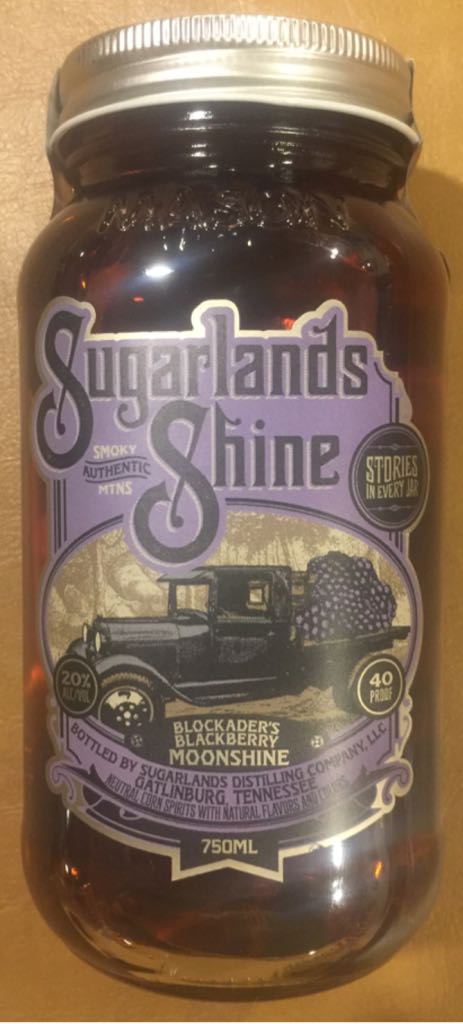 MASON
Sugarlands
Shine
SMOKY
AUTHENTIC
MTNS
STORIES
IN EVERY JAR
20%
ALC/VOL
40
PROOF
BLOCKADER'S
BLACKBERRY
MOONSHINE
BOTTLED BY SUGARLANDS DISTILLING COMPANY, LLC
GATLINBURG, TENNESSEE
NEUTRAL CORN SPIRITS WITH NATURAL FLAVORS AND COLORS
750ML